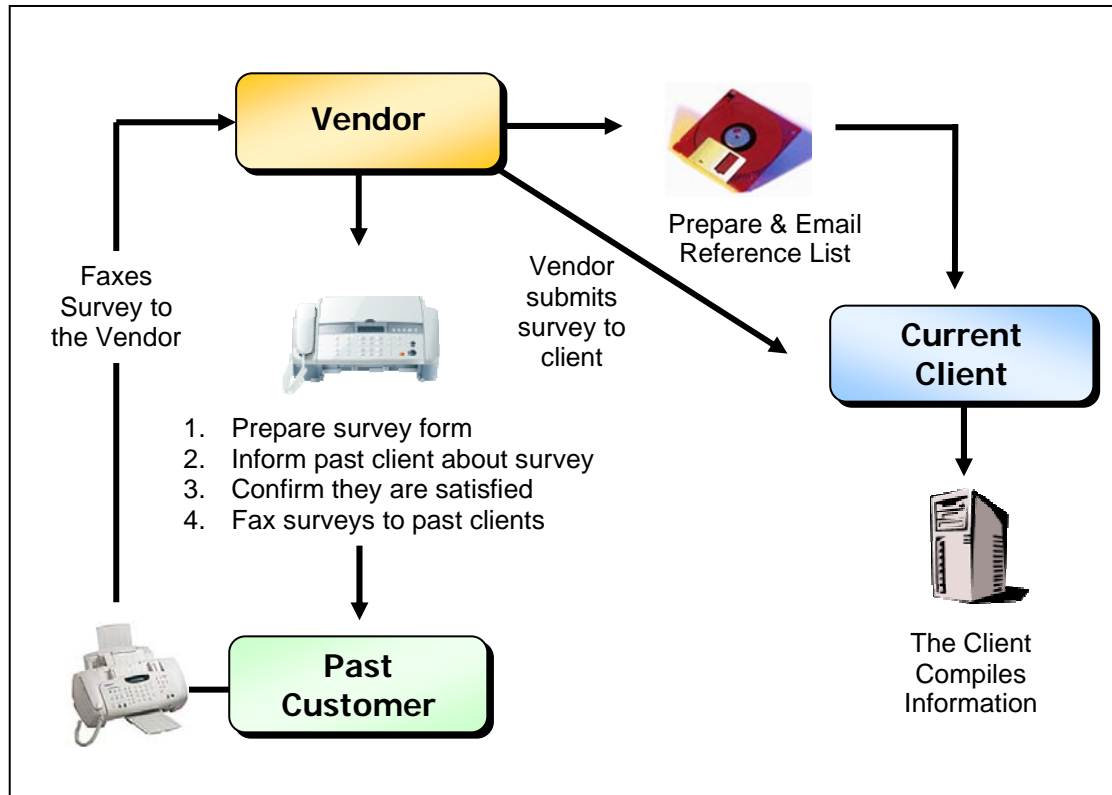 Vendor
Prepare & Email
Reference List
Faxes
Survey to
the Vendor
Vendor
submits
survey to
client
Current
Client
1. Prepare survey form
2. Inform past client about survey
3. Confirm they are satisfied
4. Fax surveys to past clients
Past
Customer
The Client
Compiles
Information